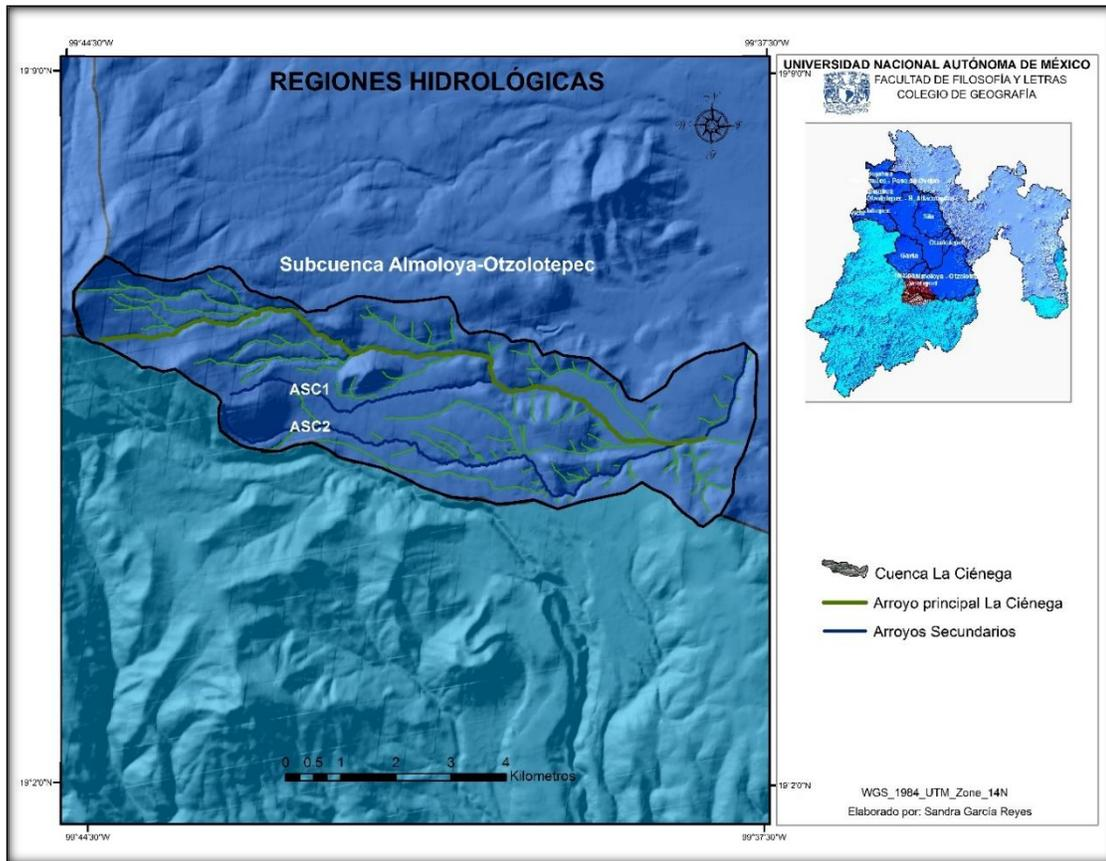 99°44'30"W
99°37'30"W
19°9'0"N
19°9'0"N
REGIONES HIDROLÓGICAS
Subcuenca Almoloya-Otzolotepec
ASC1
ASC2
0 0.5 1 2 3 4
Kilometros
19°2'0"N
19°2'0"N
99°44'30"W
99°37'30"W
UNIVERSIDAD NACIONAL AUTÓNOMA DE MÉXICO
FACULTAD DE FILOSOFÍA Y LETRAS
COLEGIO DE GEOGRAFÍA
Gavia
Cuenca La Ciénega
Arroyo principal La Ciénega
Arroyos Secundarios
WGS_1984_UTM_Zone_14N
Elaborado por: Sandra García Reyes